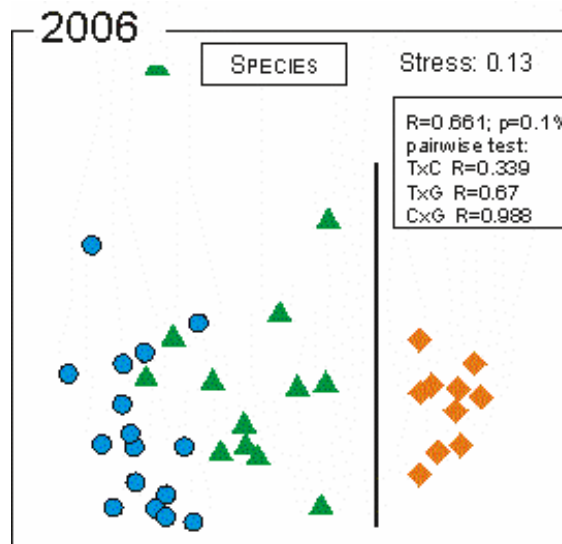 2006
SPECIES
Stress: 0.13
R=0.661; p=0.1%
pairwise test:
TxC R=0.339
TxG R=0.67
CxG R=0.988